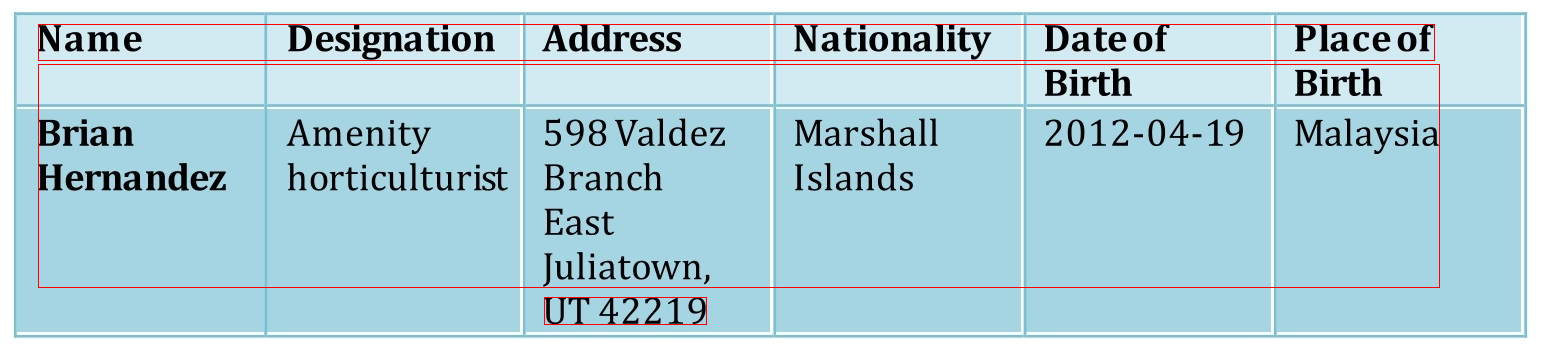 Name Designation Address Nationality Date of Birth Place of Birth
Brian Hernandez Amenity horticulturist 598 Valdez Branch East Juliatown, UT 42219 Marshall Islands 2012-04-19 Malaysia